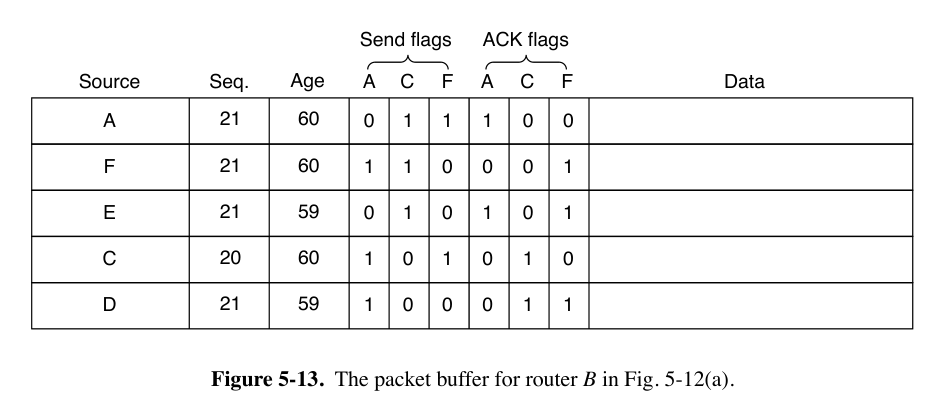 Send flags ACK flags
Source Seq. Age A C F A C F Data
A 21 60 0 1 1 1 0 0
F 21 60 1 1 0 0 0 1
E 21 59 0 1 0 1 0 1
C 20 60 1 0 1 0 1 0
D 21 59 1 0 0 0 1 1
Figure 5-13. The packet buffer for router B in Fig. 5-12(a).